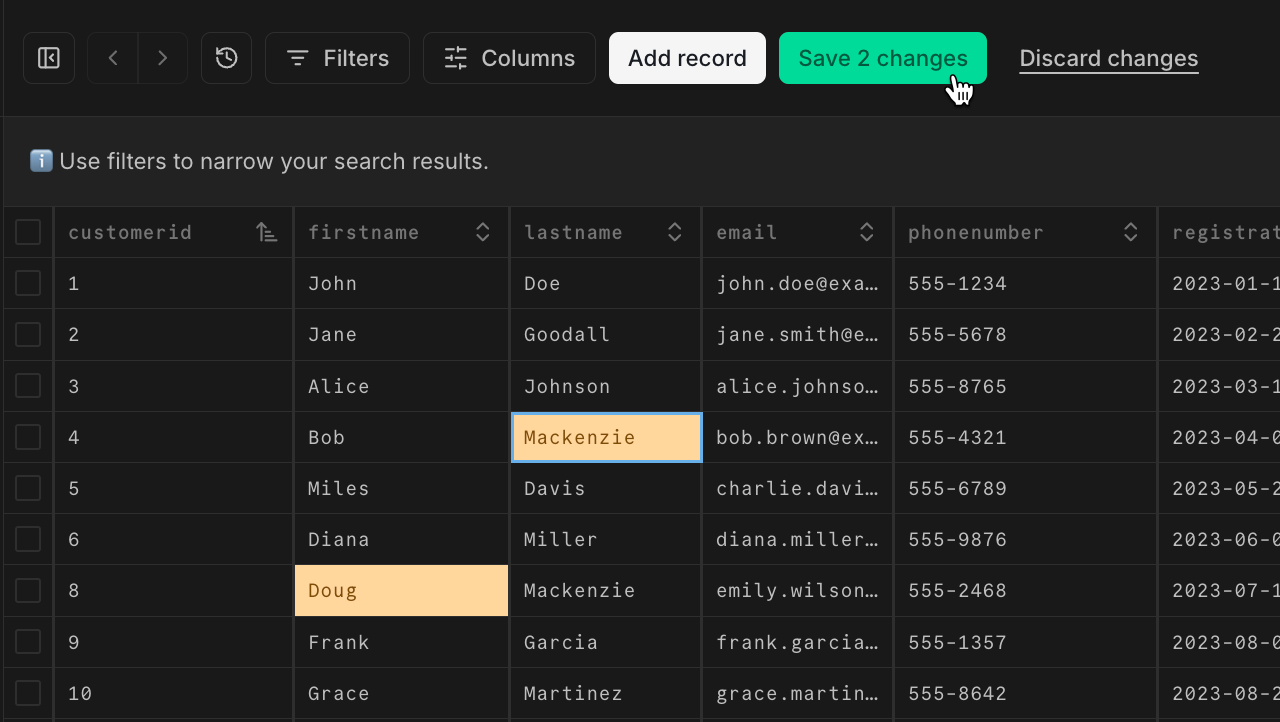 Filters Columns Add record Save 2 changes Discard changes
Use filters to narrow your search results.
customerid firstname lastname email phonenumber registrat
1 John Doe john.doe@exa… 555-1234 2023-01-1
2 Jane Goodall jane.smith@e… 555-5678 2023-02-2
3 Alice Johnson alice.johnso… 555-8765 2023-03-1
4 Bob Mackenzie bob.brown@ex… 555-4321 2023-04-0
5 Miles Davis charlie.davi… 555-6789 2023-05-2
6 Diana Miller diana.miller… 555-9876 2023-06-0
8 Doug Mackenzie emily.wilson… 555-2468 2023-07-1
9 Frank Garcia frank.garcia… 555-1357 2023-08-0
10 Grace Martinez grace.martin… 555-8642 2023-08-2